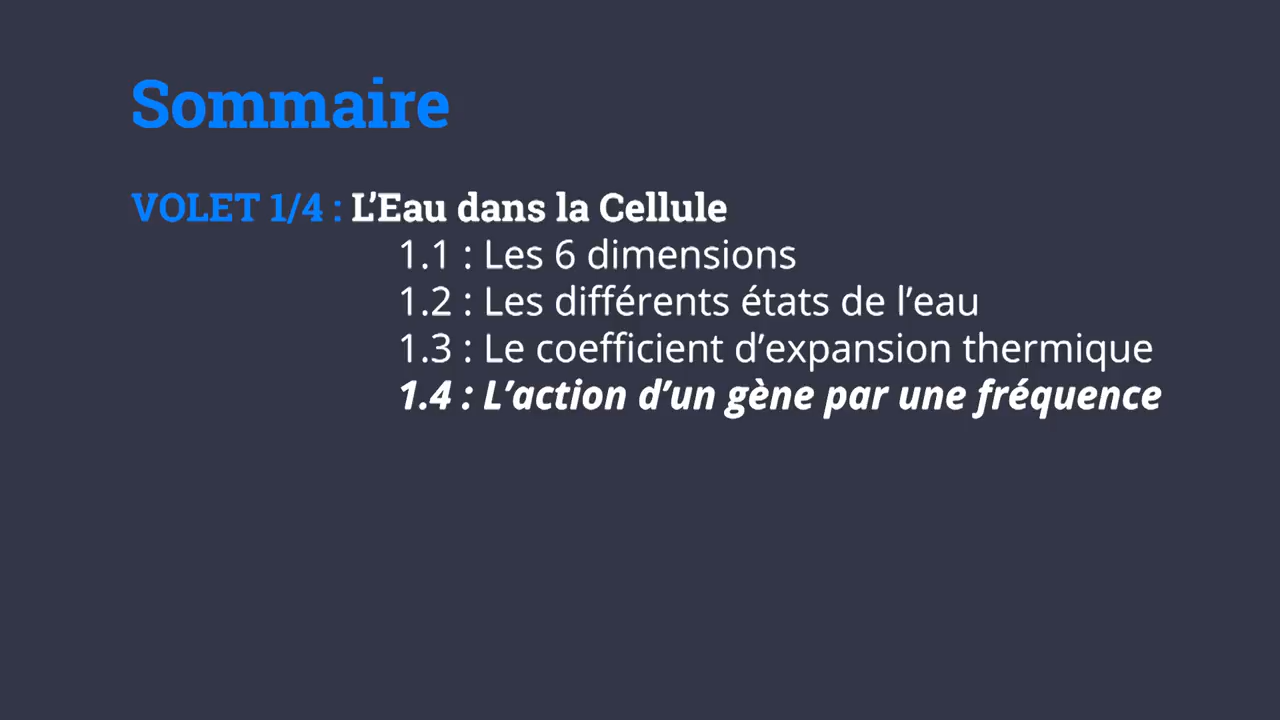 Sommaire
VOLET 1/4 : L’Eau dans la Cellule
1.1 : Les 6 dimensions
1.2 : Les différents états de l’eau
1.3 : Le coefficient d’expansion thermique
1.4 : L’action d’un gène par une fréquence